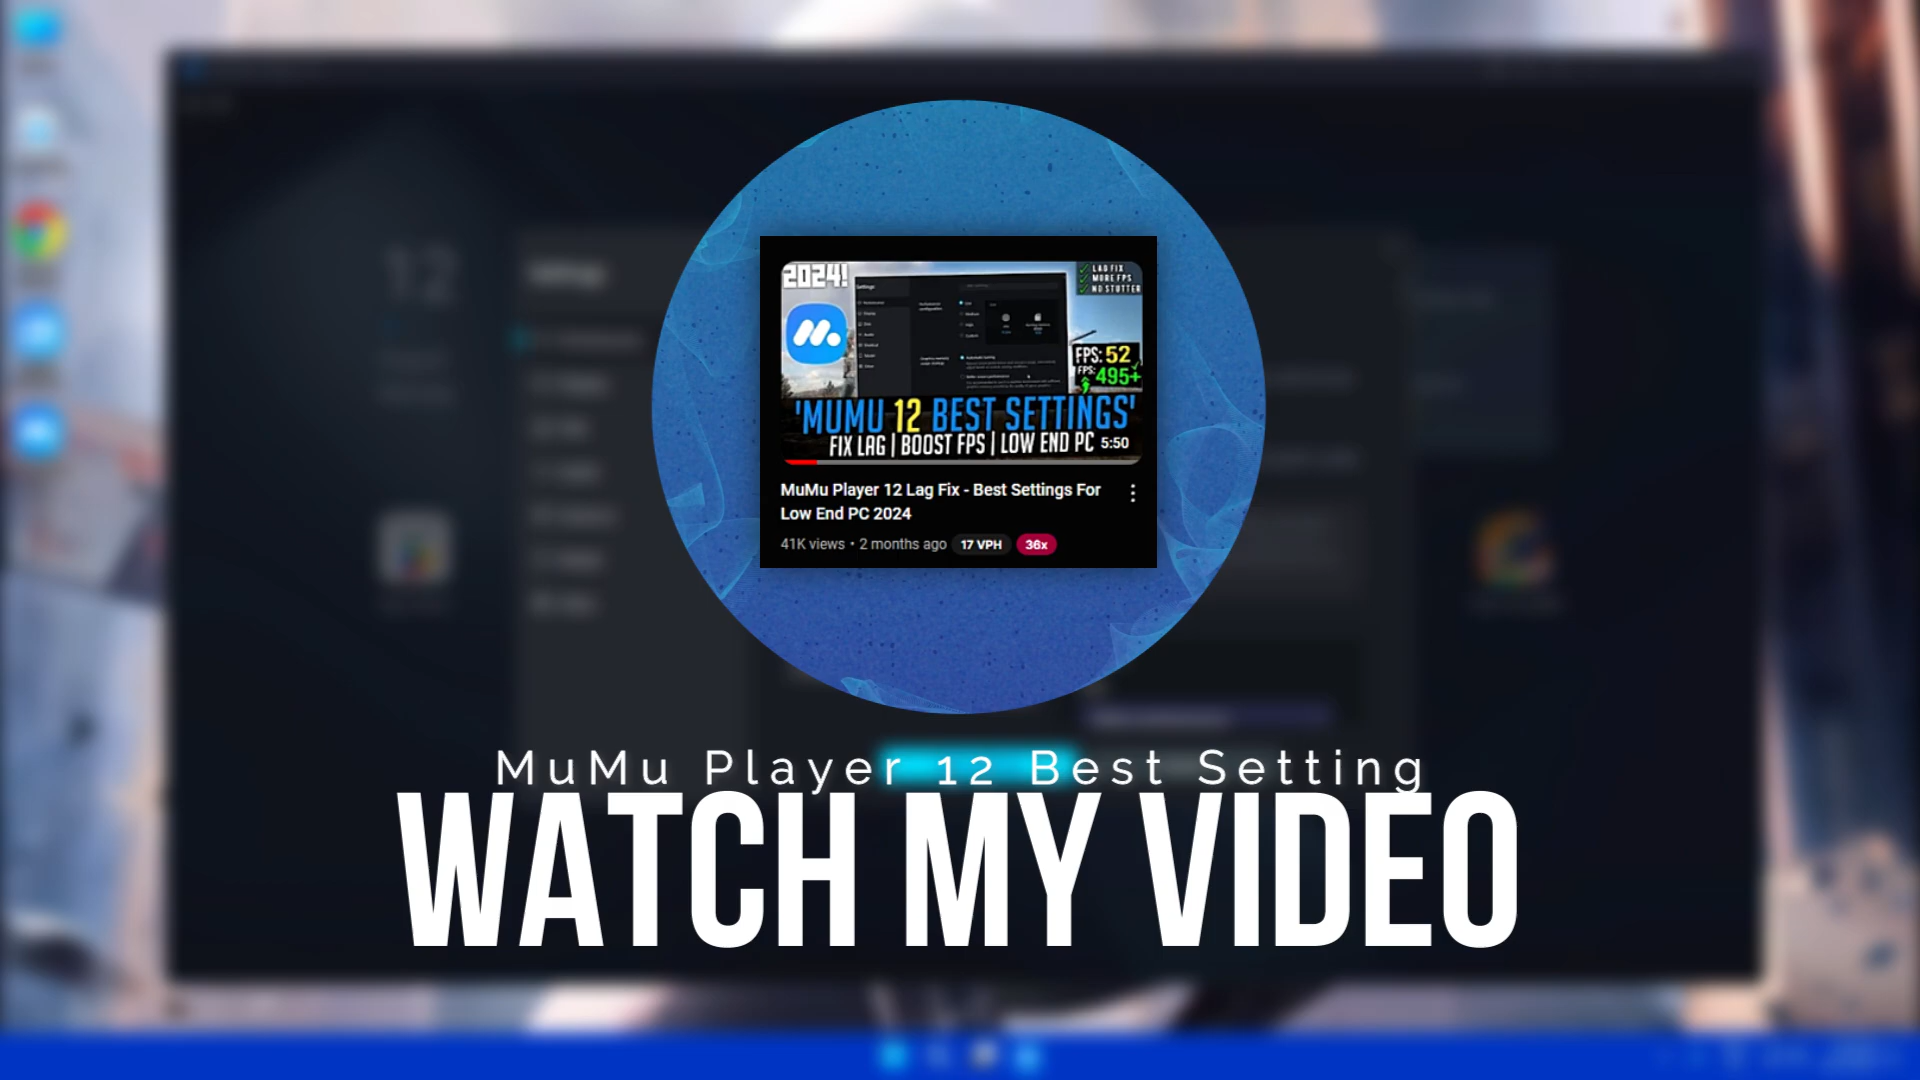 2024!
LAG FIX
MORE FPS
NO STUTTER
Settings
FPS: 52
FPS: 495+
'MUMU 12 BEST SETTINGS'
FIX LAG | BOOST FPS | LOW END PC
5:50
MuMu Player 12 Lag Fix - Best Settings For
Low End PC 2024
41K views • 2 months ago 17 VPH 36x
MuMu Player 12 Best Setting
WATCH MY VIDEO